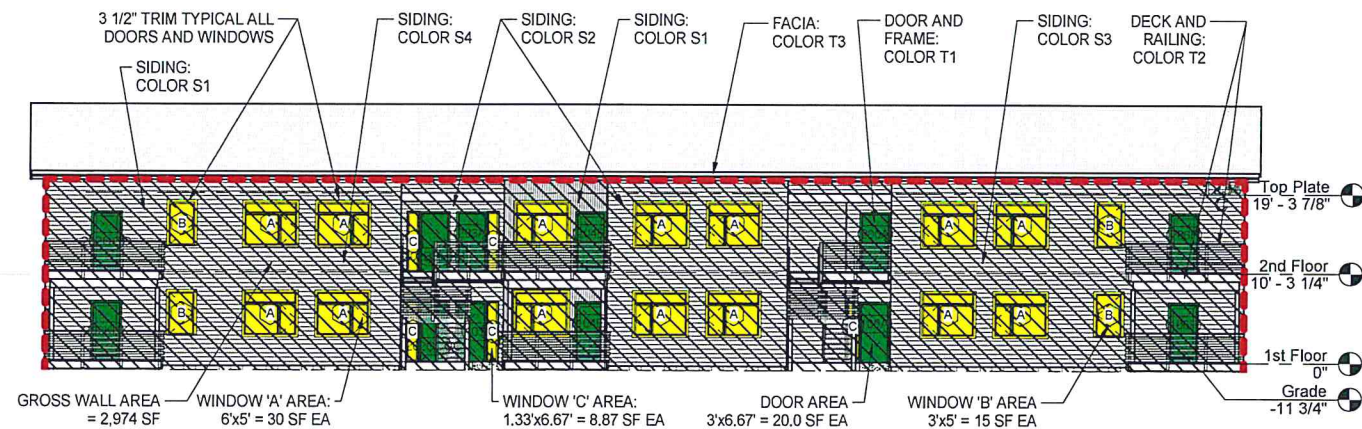 3 1/2" TRIM TYPICAL ALL
DOORS AND WINDOWS
SIDING:
COLOR S4
SIDING:
COLOR S2
SIDING:
COLOR S1
FACIA:
COLOR T3
DOOR AND
FRAME:
COLOR T1
SIDING:
COLOR S3
DECK AND
RAILING:
COLOR T2
SIDING:
COLOR S1
Top Plate
19' - 3 7/8"
B A A C C A A A A A B
2nd Floor
10' - 3 1/4"
B A A C C A A A C A A B
1st Floor
0"
Grade
-11 3/4"
GROSS WALL AREA
= 2,974 SF
WINDOW 'A' AREA:
6'x5' = 30 SF EA
WINDOW 'C' AREA:
1.33'x6.67' = 8.87 SF EA
DOOR AREA
3'x6.67' = 20.0 SF EA
WINDOW 'B' AREA
3'x5' = 15 SF EA